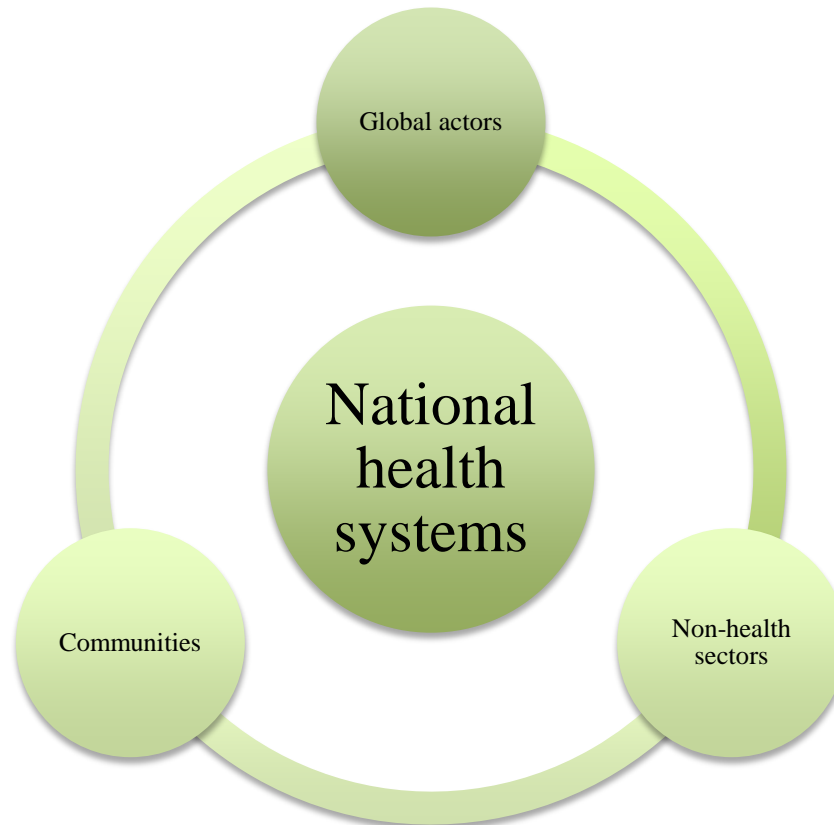 Global actors
National
health
systems
Communities
Non-health
sectors